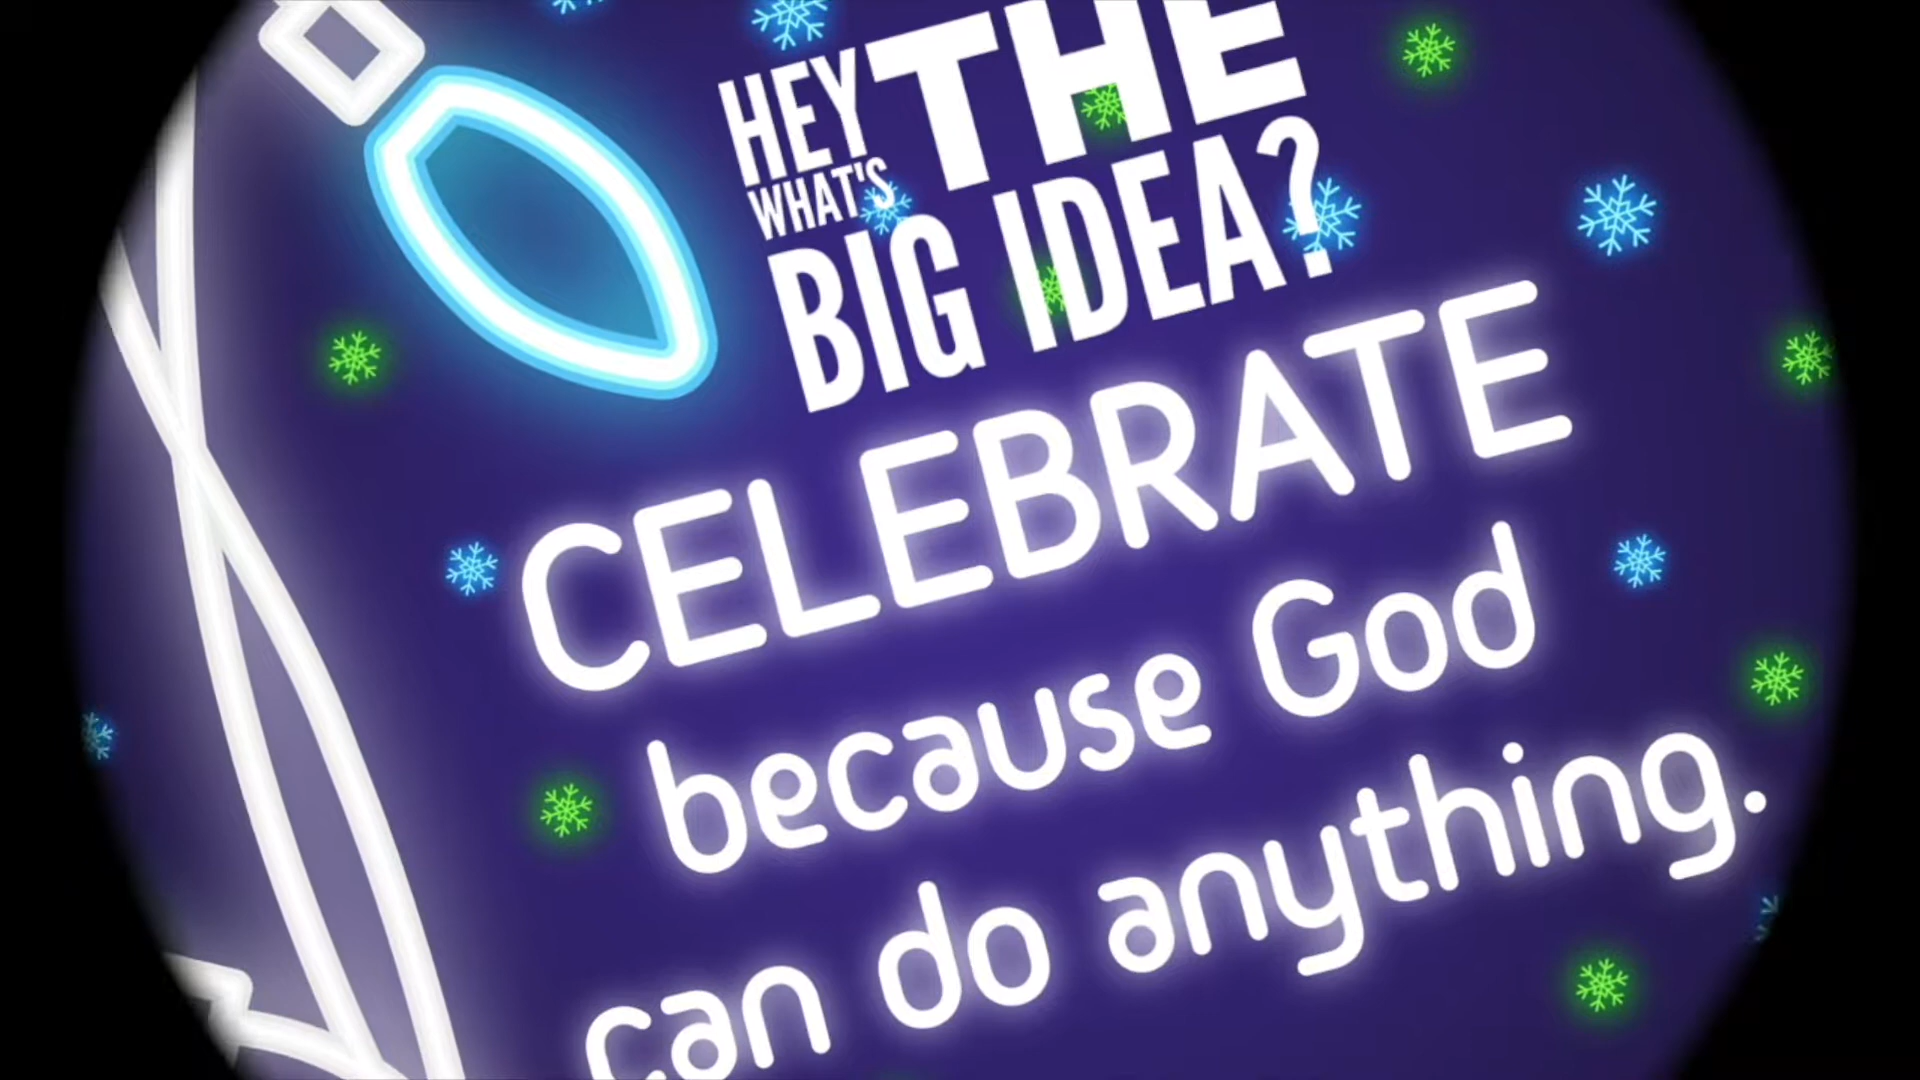 HEY THE
WHAT'S
BIG IDEA?
CELEBRATE
because God
can do anything.